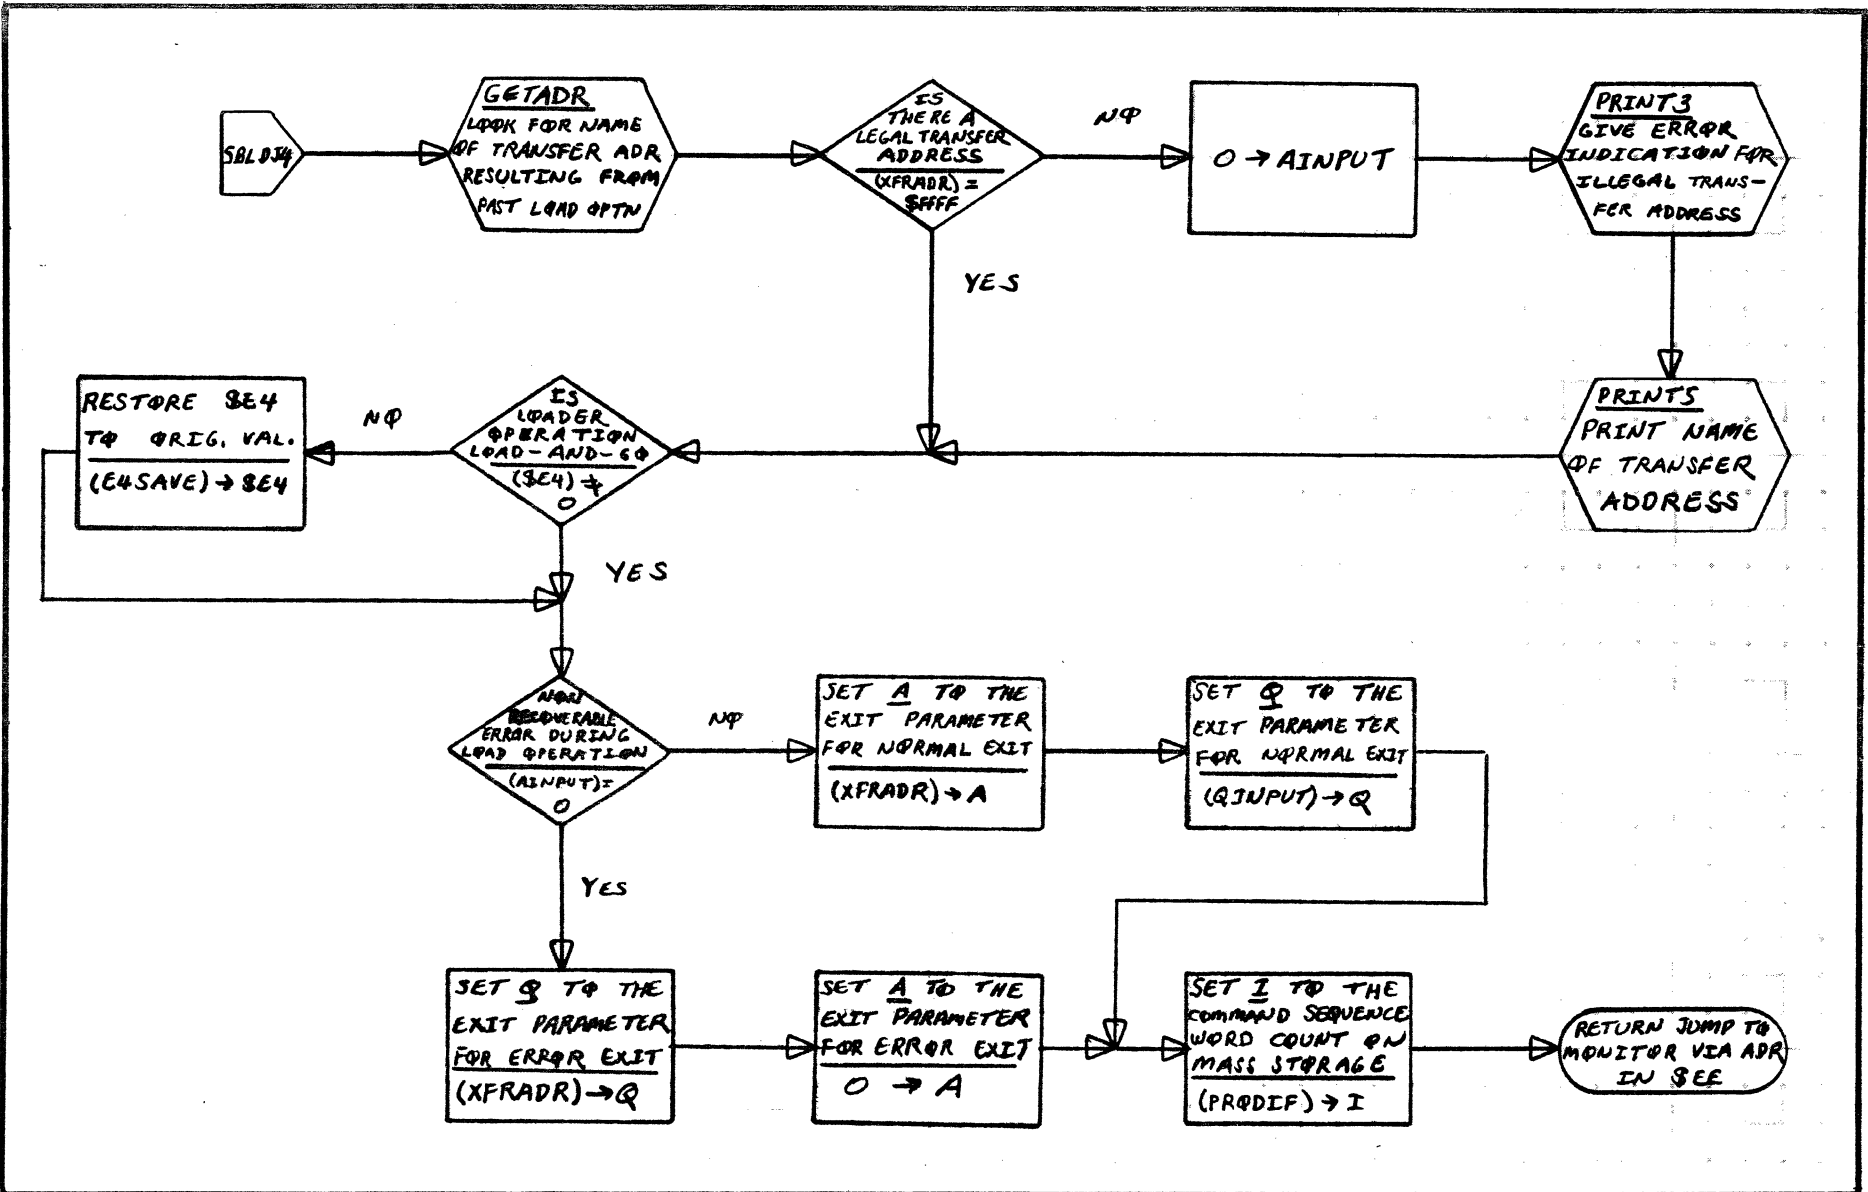 SBLDJ4
GETADR
LOOK FOR NAME
OF TRANSFER ADR
RESULTING FROM
PAST LOAD OPTN
IS
THERE A
LEGAL TRANSFER
ADDRESS
(XFRADR) =
$FFFF
NO
YES
0 → AINPUT
PRINT3
GIVE ERROR
INDICATION FOR
ILLEGAL TRANS-
FER ADDRESS
PRINT5
PRINT NAME
OF TRANSFER
ADDRESS
IS
LOADER
OPERATION
LOAD-AND-GO
($E4) ≠
0
NO
YES
RESTORE $E4
TO ORIG. VAL.
(E4SAVE) → $E4
NON
RECOVERABLE
ERROR DURING
LOAD OPERATION
(AINPUT)=
0
NO
YES
SET A TO THE
EXIT PARAMETER
FOR NORMAL EXIT
(XFRADR) → A
SET Q TO THE
EXIT PARAMETER
FOR NORMAL EXIT
(QINPUT) → Q
SET Q TO THE
EXIT PARAMETER
FOR ERROR EXIT
(XFRADR) → Q
SET A TO THE
EXIT PARAMETER
FOR ERROR EXIT
0 → A
SET I TO THE
COMMAND SEQUENCE
WORD COUNT ON
MASS STORAGE
(PRODIF) → I
RETURN JUMP TO
MONITOR VIA ADR
IN $EE